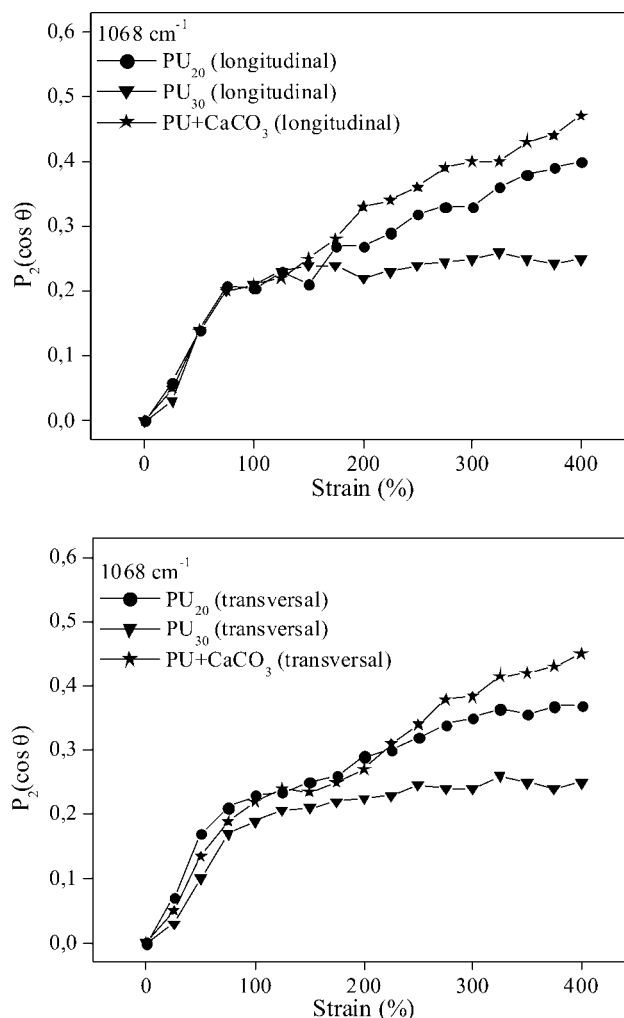 0,6
1068 cm⁻¹
PU₂₀ (longitudinal)
PU₃₀ (longitudinal)
PU+CaCO₃ (longitudinal)
0,5
0,4
0,3
0,2
0,1
0,0
P₂(cos θ)
0 100 200 300 400
Strain (%)
0,6
1068 cm⁻¹
PU₂₀ (transversal)
PU₃₀ (transversal)
PU+CaCO₃ (transversal)
0,5
0,4
0,3
0,2
0,1
0,0
P₂(cos θ)
0 100 200 300 400
Strain (%)